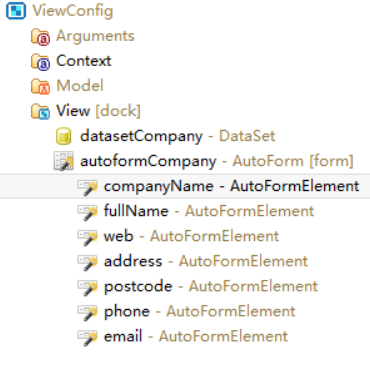 ViewConfig
Arguments
Context
Model
View [dock]
datasetCompany - DataSet
autoformCompany - AutoForm [form]
companyName - AutoFormElement
fullName - AutoFormElement
web - AutoFormElement
address - AutoFormElement
postcode - AutoFormElement
phone - AutoFormElement
email - AutoFormElement